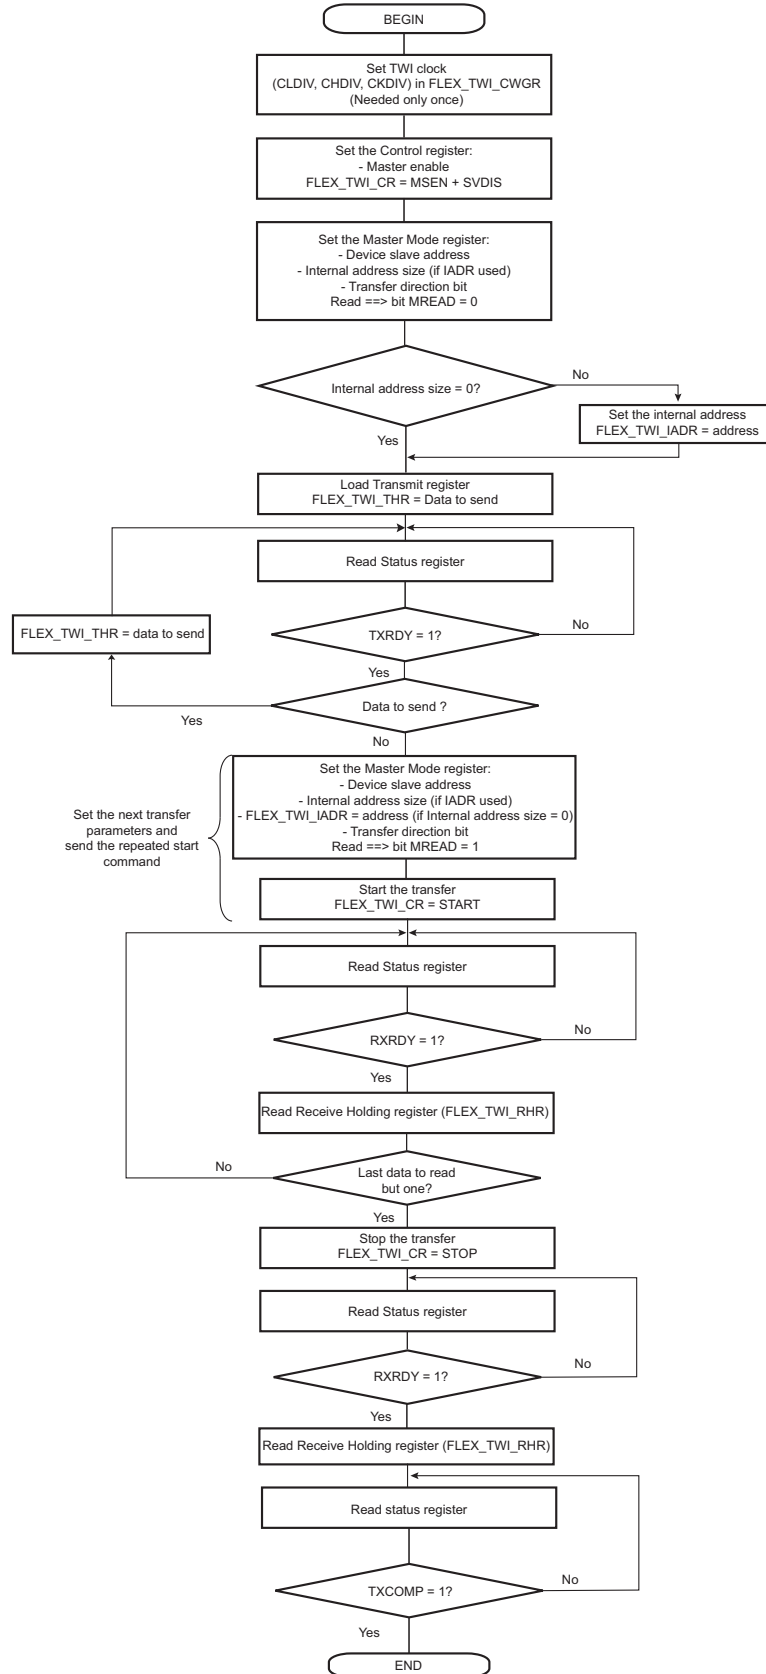 BEGIN
Set TWI clock
(CLDIV, CHDIV, CKDIV) in FLEX_TWI_CWGR
(Needed only once)
Set the Control register:
- Master enable
FLEX_TWI_CR = MSEN + SVDIS
Set the Master Mode register:
- Device slave address
- Internal address size (if IADR used)
- Transfer direction bit
Read ==> bit MREAD = 0
Internal address size = 0?
No
Set the internal address
FLEX_TWI_IADR = address
Yes
Load Transmit register
FLEX_TWI_THR = Data to send
Read Status register
TXRDY = 1?
No
FLEX_TWI_THR = data to send
Yes
Data to send ?
Yes
No
Set the Master Mode register:
- Device slave address
- Internal address size (if IADR used)
- FLEX_TWI_IADR = address (if Internal address size = 0)
- Transfer direction bit
Read ==> bit MREAD = 1
Set the next transfer
parameters and
send the repeated start
command
Start the transfer
FLEX_TWI_CR = START
Read Status register
RXRDY = 1?
No
Yes
Read Receive Holding register (FLEX_TWI_RHR)
No
Last data to read
but one?
Yes
Stop the transfer
FLEX_TWI_CR = STOP
Read Status register
RXRDY = 1?
No
Yes
Read Receive Holding register (FLEX_TWI_RHR)
Read status register
TXCOMP = 1?
No
Yes
END